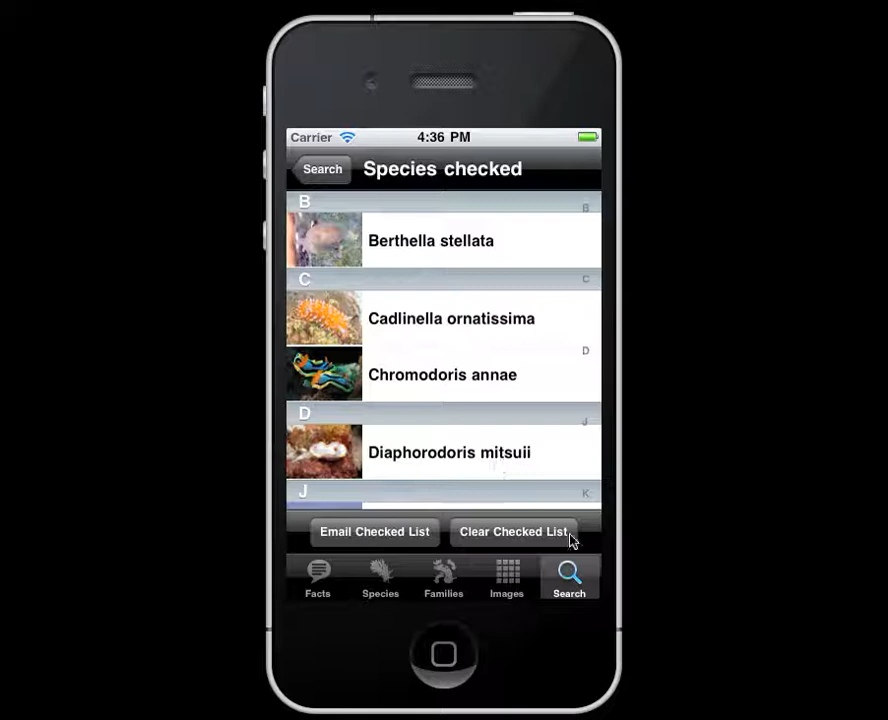 Carrier 4:36 PM
Search Species checked
B
Berthella stellata
C
Cadlinella ornatissima
Chromodoris annae
D
Diaphorodoris mitsuii
J
B
C
D
J
K
Email Checked List Clear Checked List
Facts Species Families Images Search